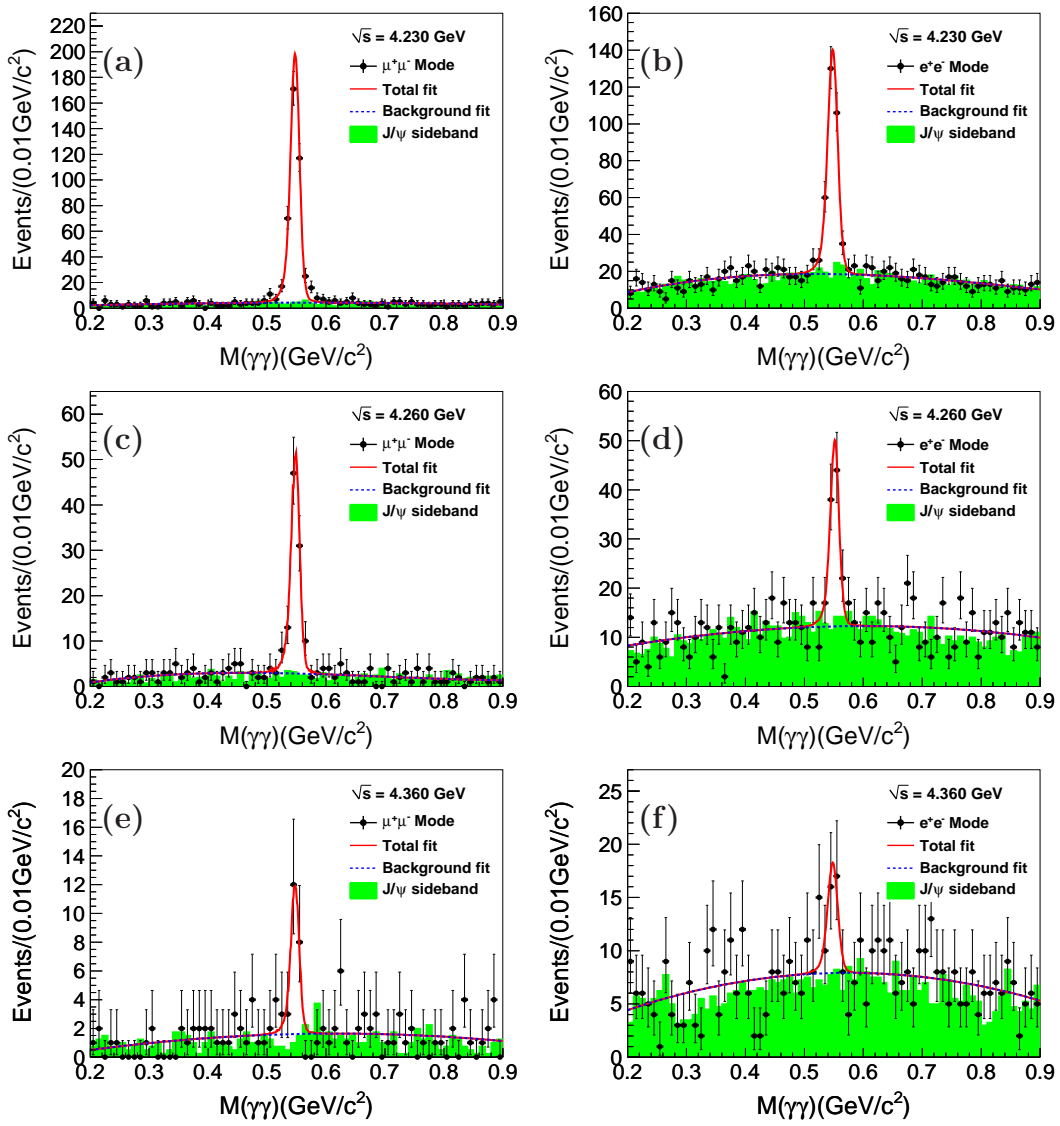 220
200
180
160
140
120
100
80
60
40
20
0
Events/(0.01GeV/c²)
(a)
√s = 4.230 GeV
μ⁺μ⁻ Mode
Total fit
Background fit
J/ψ sideband
0.2 0.3 0.4 0.5 0.6 0.7 0.8 0.9
M(γγ)(GeV/c²)
160
140
120
100
80
60
40
20
0
Events/(0.01GeV/c²)
(b)
√s = 4.230 GeV
e⁺e⁻ Mode
Total fit
Background fit
J/ψ sideband
0.2 0.3 0.4 0.5 0.6 0.7 0.8 0.9
M(γγ)(GeV/c²)
60
50
40
30
20
10
0
Events/(0.01GeV/c²)
(c)
√s = 4.260 GeV
μ⁺μ⁻ Mode
Total fit
Background fit
J/ψ sideband
0.2 0.3 0.4 0.5 0.6 0.7 0.8 0.9
M(γγ)(GeV/c²)
60
50
40
30
20
10
0
Events/(0.01GeV/c²)
(d)
√s = 4.260 GeV
e⁺e⁻ Mode
Total fit
Background fit
J/ψ sideband
0.2 0.3 0.4 0.5 0.6 0.7 0.8 0.9
M(γγ)(GeV/c²)
20
18
16
14
12
10
8
6
4
2
0
Events/(0.01GeV/c²)
(e)
√s = 4.360 GeV
μ⁺μ⁻ Mode
Total fit
Background fit
J/ψ sideband
0.2 0.3 0.4 0.5 0.6 0.7 0.8 0.9
M(γγ)(GeV/c²)
25
20
15
10
5
0
Events/(0.01GeV/c²)
(f)
√s = 4.360 GeV
e⁺e⁻ Mode
Total fit
Background fit
J/ψ sideband
0.2 0.3 0.4 0.5 0.6 0.7 0.8 0.9
M(γγ)(GeV/c²)